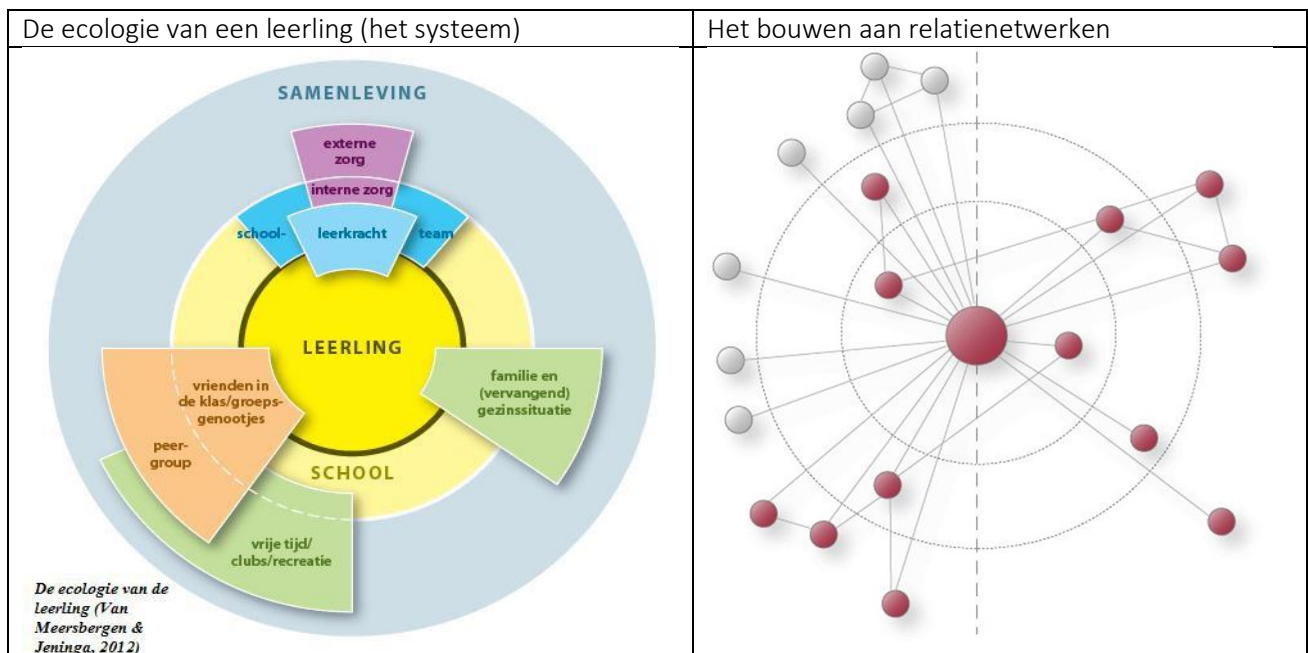 De ecologie van een leerling (het systeem)
Het bouwen aan relatienetwerken
SAMENLEVING
externe
zorg
interne zorg
school-
leerkracht
team
LEERLING
vrienden in
de klas/groeps-
genootjes
familie en
(vervangend)
gezinssituatie
peer-
group
SCHOOL
vrije tijd/
clubs/recreatie
De ecologie van de
leerling (Van
Meersbergen &
Jeninga, 2012)